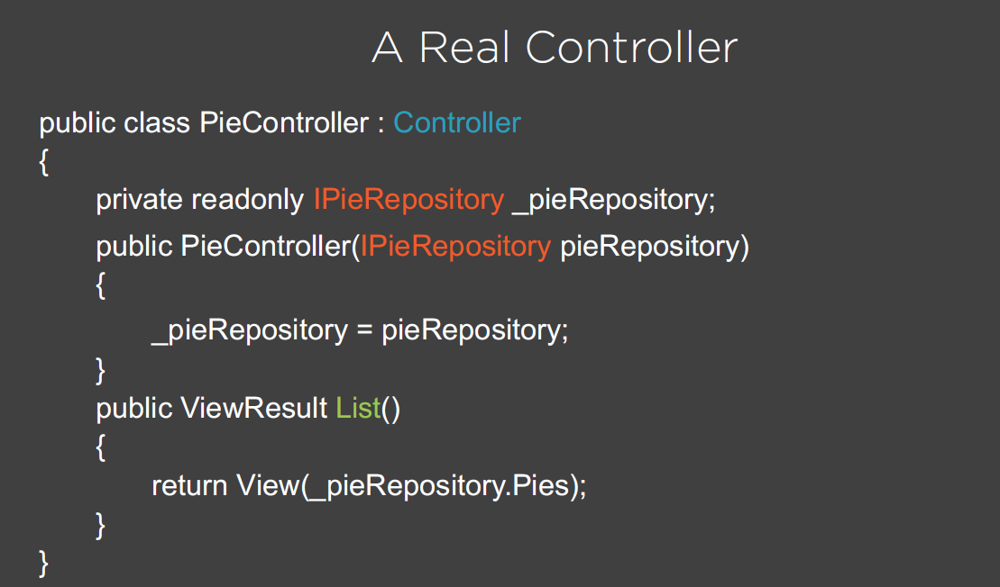 A Real Controller
public class PieController : Controller
{
private readonly IPieRepository _pieRepository;
public PieController(IPieRepository pieRepository)
{
_pieRepository = pieRepository;
}
public ViewResult List()
{
return View(_pieRepository.Pies);
}
}